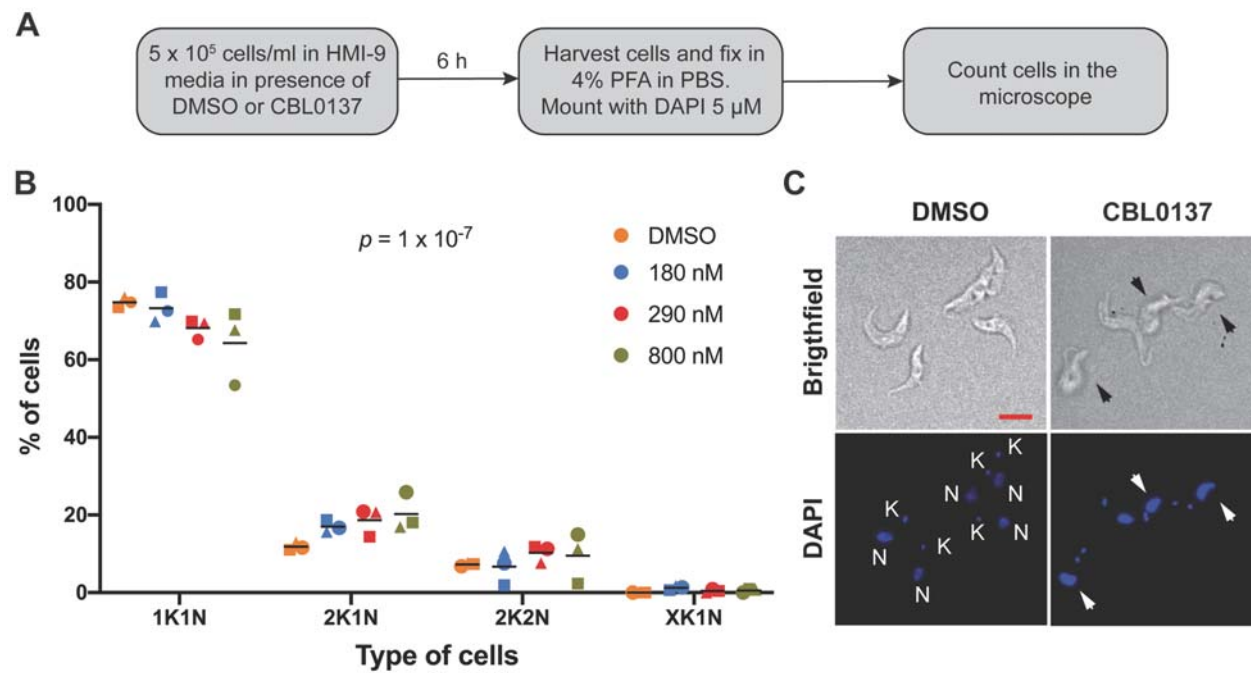 A
5 x 10⁵ cells/ml in HMI-9
media in presence of
DMSO or CBL0137
6 h
Harvest cells and fix in
4% PFA in PBS.
Mount with DAPI 5 µM
Count cells in the
microscope
B
100
80
60
40
20
0
% of cells
p = 1 x 10⁻⁷
DMSO
180 nM
290 nM
800 nM
1K1N
2K1N
2K2N
XK1N
Type of cells
C
DMSO
CBL0137
Brigthfield
DAPI
K
K
K
N
N
K
K
N
N
N